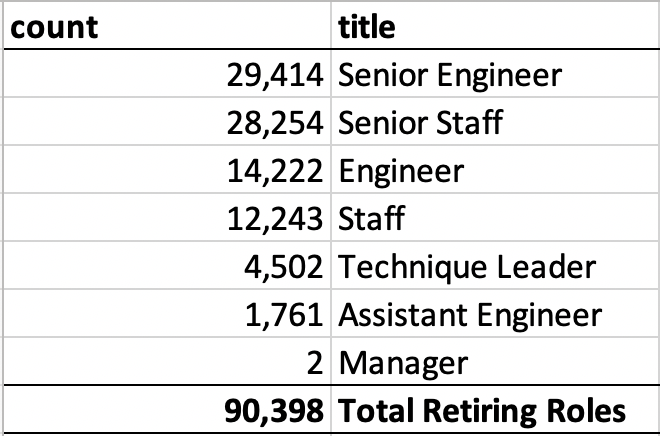 count title
29,414 Senior Engineer
28,254 Senior Staff
14,222 Engineer
12,243 Staff
4,502 Technique Leader
1,761 Assistant Engineer
2 Manager
90,398 Total Retiring Roles